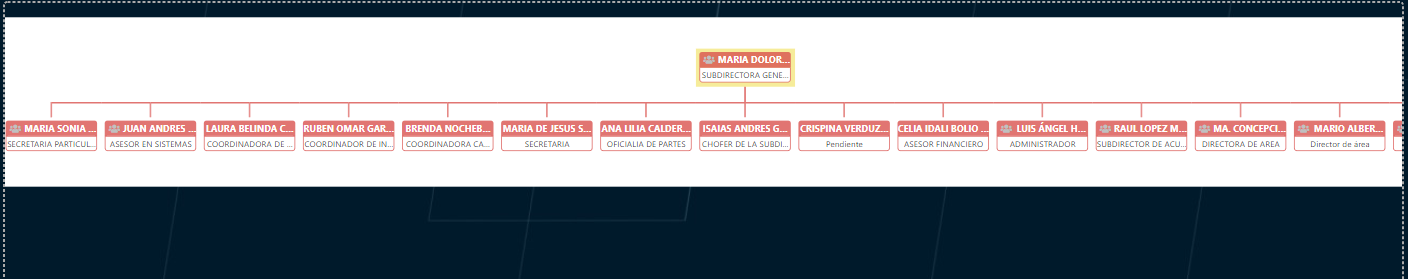 MARIA DOLOR...
SUBDIRECTORA GENE...
MARIA SONIA ...
SECRETARIA PARTICUL...
JUAN ANDRES ...
ASESOR EN SISTEMAS
LAURA BELINDA C...
COORDINADORA DE ...
RUBEN OMAR GAR...
COORDINADOR DE IN...
BRENDA NOCHEB...
COORDINADORA CA...
MARIA DE JESUS S...
SECRETARIA
ANA LILIA CALDER...
OFICIALIA DE PARTES
ISAIAS ANDRES G...
CHOFER DE LA SUBDI...
CRISPINA VERDUZ...
Pendiente
CELIA IDALI BOLIO ...
ASESOR FINANCIERO
LUIS ÁNGEL H...
ADMINISTRADOR
RAUL LOPEZ M...
SUBDIRECTOR DE ACU...
MA. CONCEPCI...
DIRECTORA DE AREA
MARIO ALBER...
Director de área